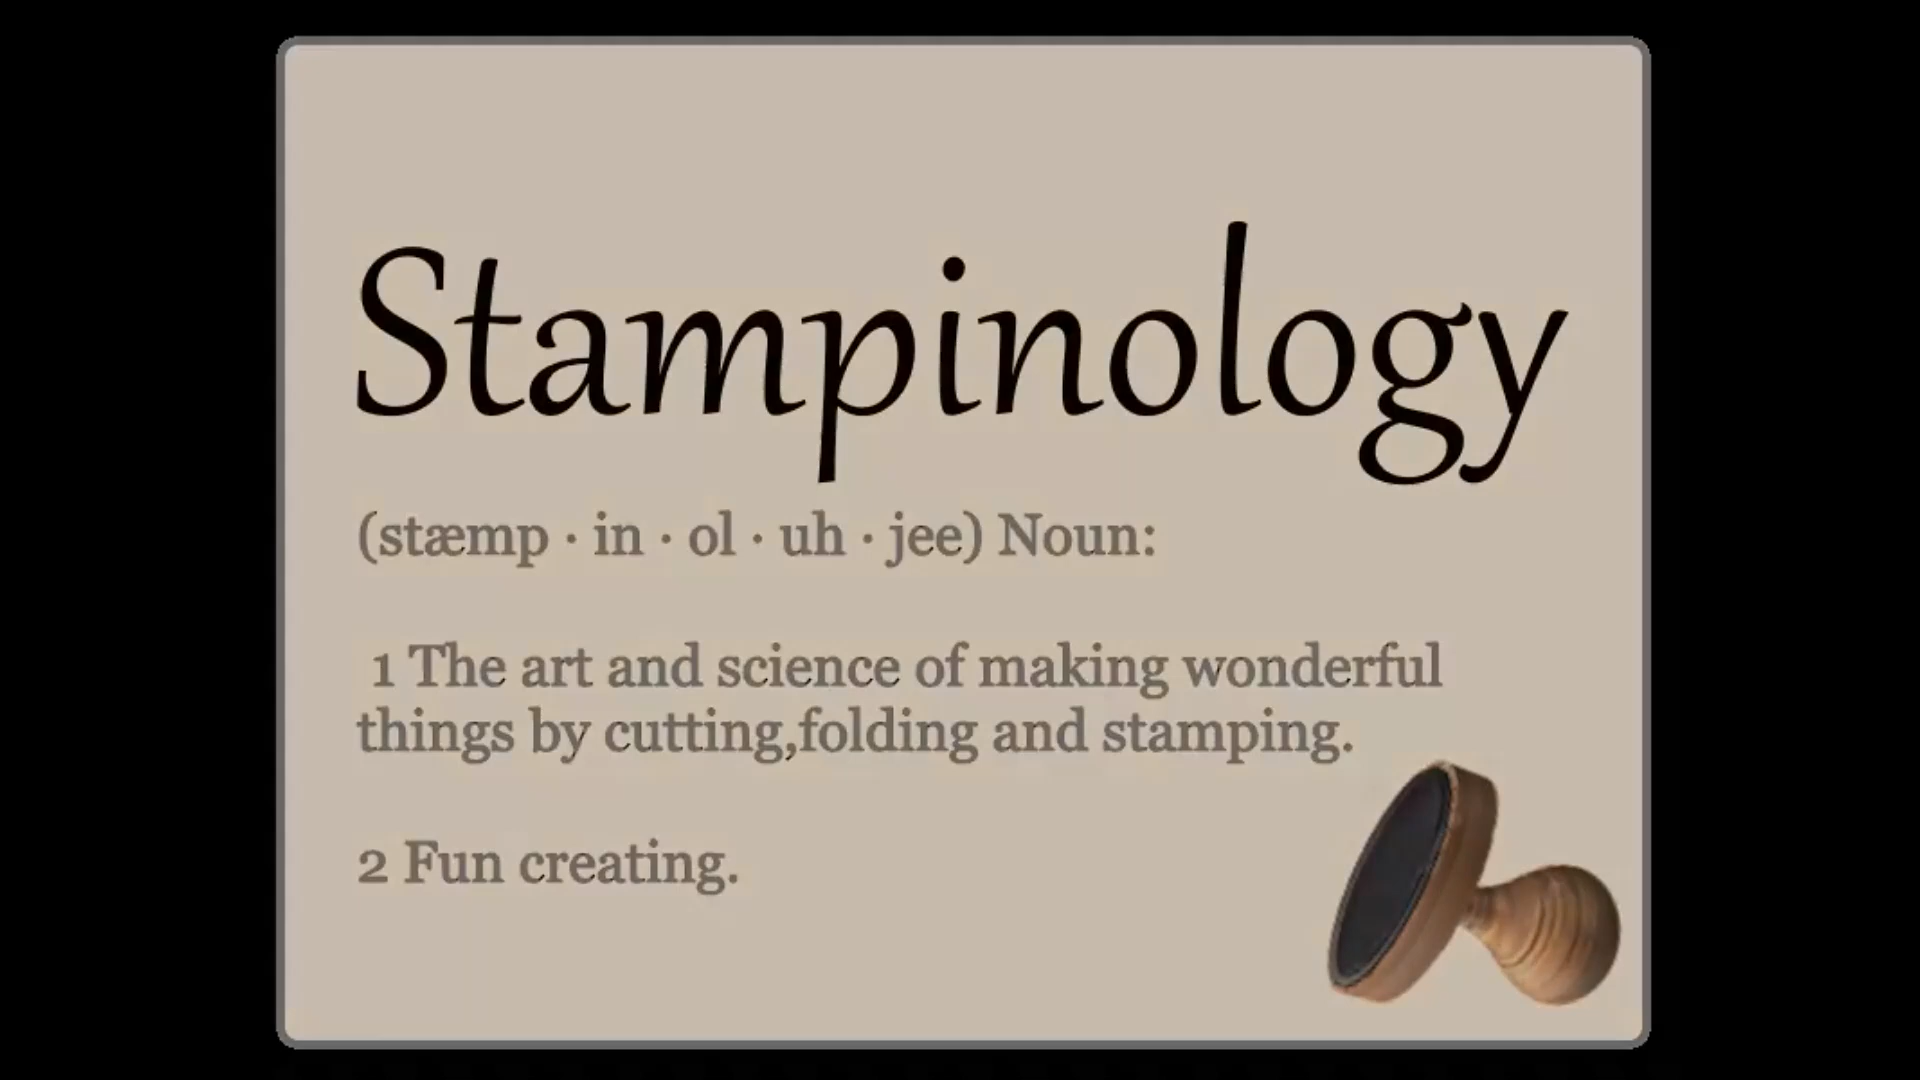 Stampinology
(stæmp · in · ol · uh · jee) Noun:
1 The art and science of making wonderful
things by cutting,folding and stamping.
2 Fun creating.